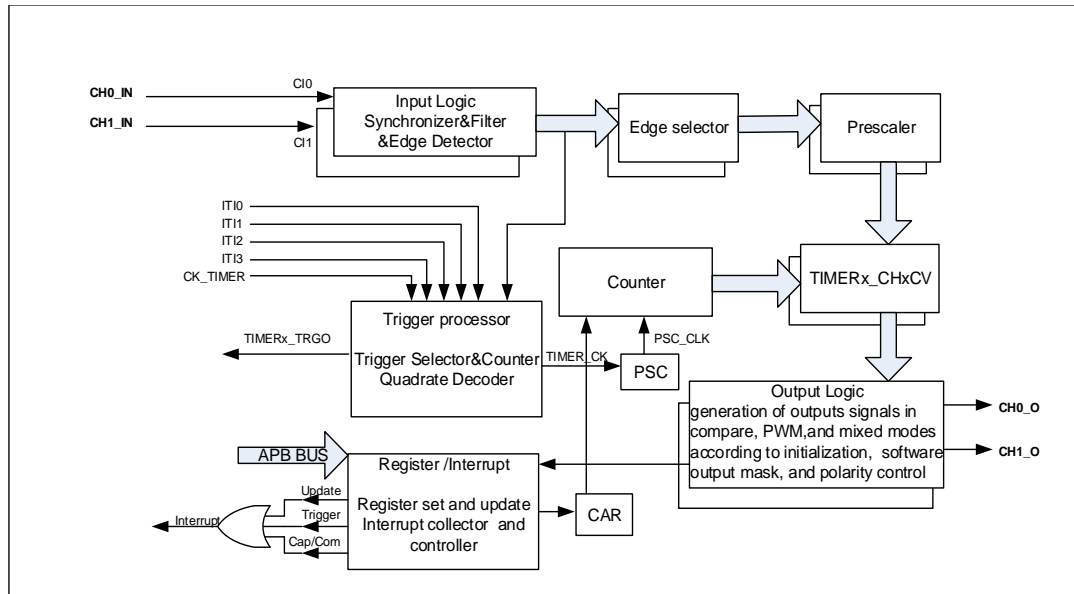 CH0_IN
CI0
CH1_IN
CI1
Input Logic
Synchronizer&Filter
&Edge Detector
Edge selector
Prescaler
ITI0
ITI1
ITI2
ITI3
CK_TIMER
Counter
TIMERx_CHxCV
Trigger processor
Trigger Selector&Counter
Quadrate Decoder
TIMERx_TRGO
TIMER_CK
PSC_CLK
PSC
Output Logic
generation of outputs signals in
compare, PWM,and mixed modes
according to initialization, software
output mask, and polarity control
CH0_O
CH1_O
APB BUS
Register /Interrupt
Register set and update
Interrupt collector and
controller
CAR
Update
Trigger
Cap/Com
Interrupt